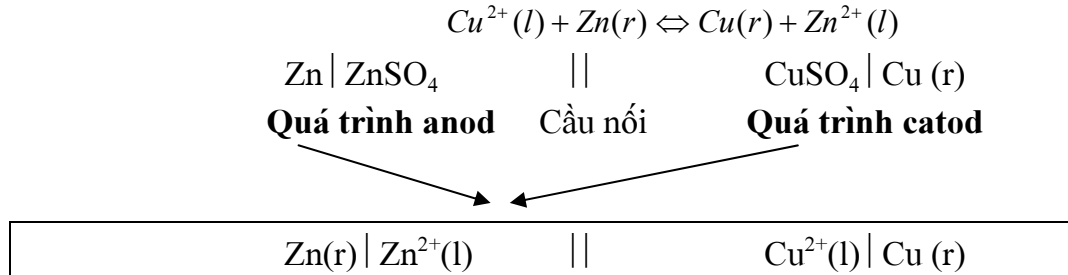 Cu²⁺(l) + Zn(r) ⇔ Cu(r) + Zn²⁺(l)
Zn | ZnSO₄ || CuSO₄ | Cu (r)
Quá trình anod Cầu nối Quá trình catod
Zn(r) | Zn²⁺(l) || Cu²⁺(l) | Cu (r)